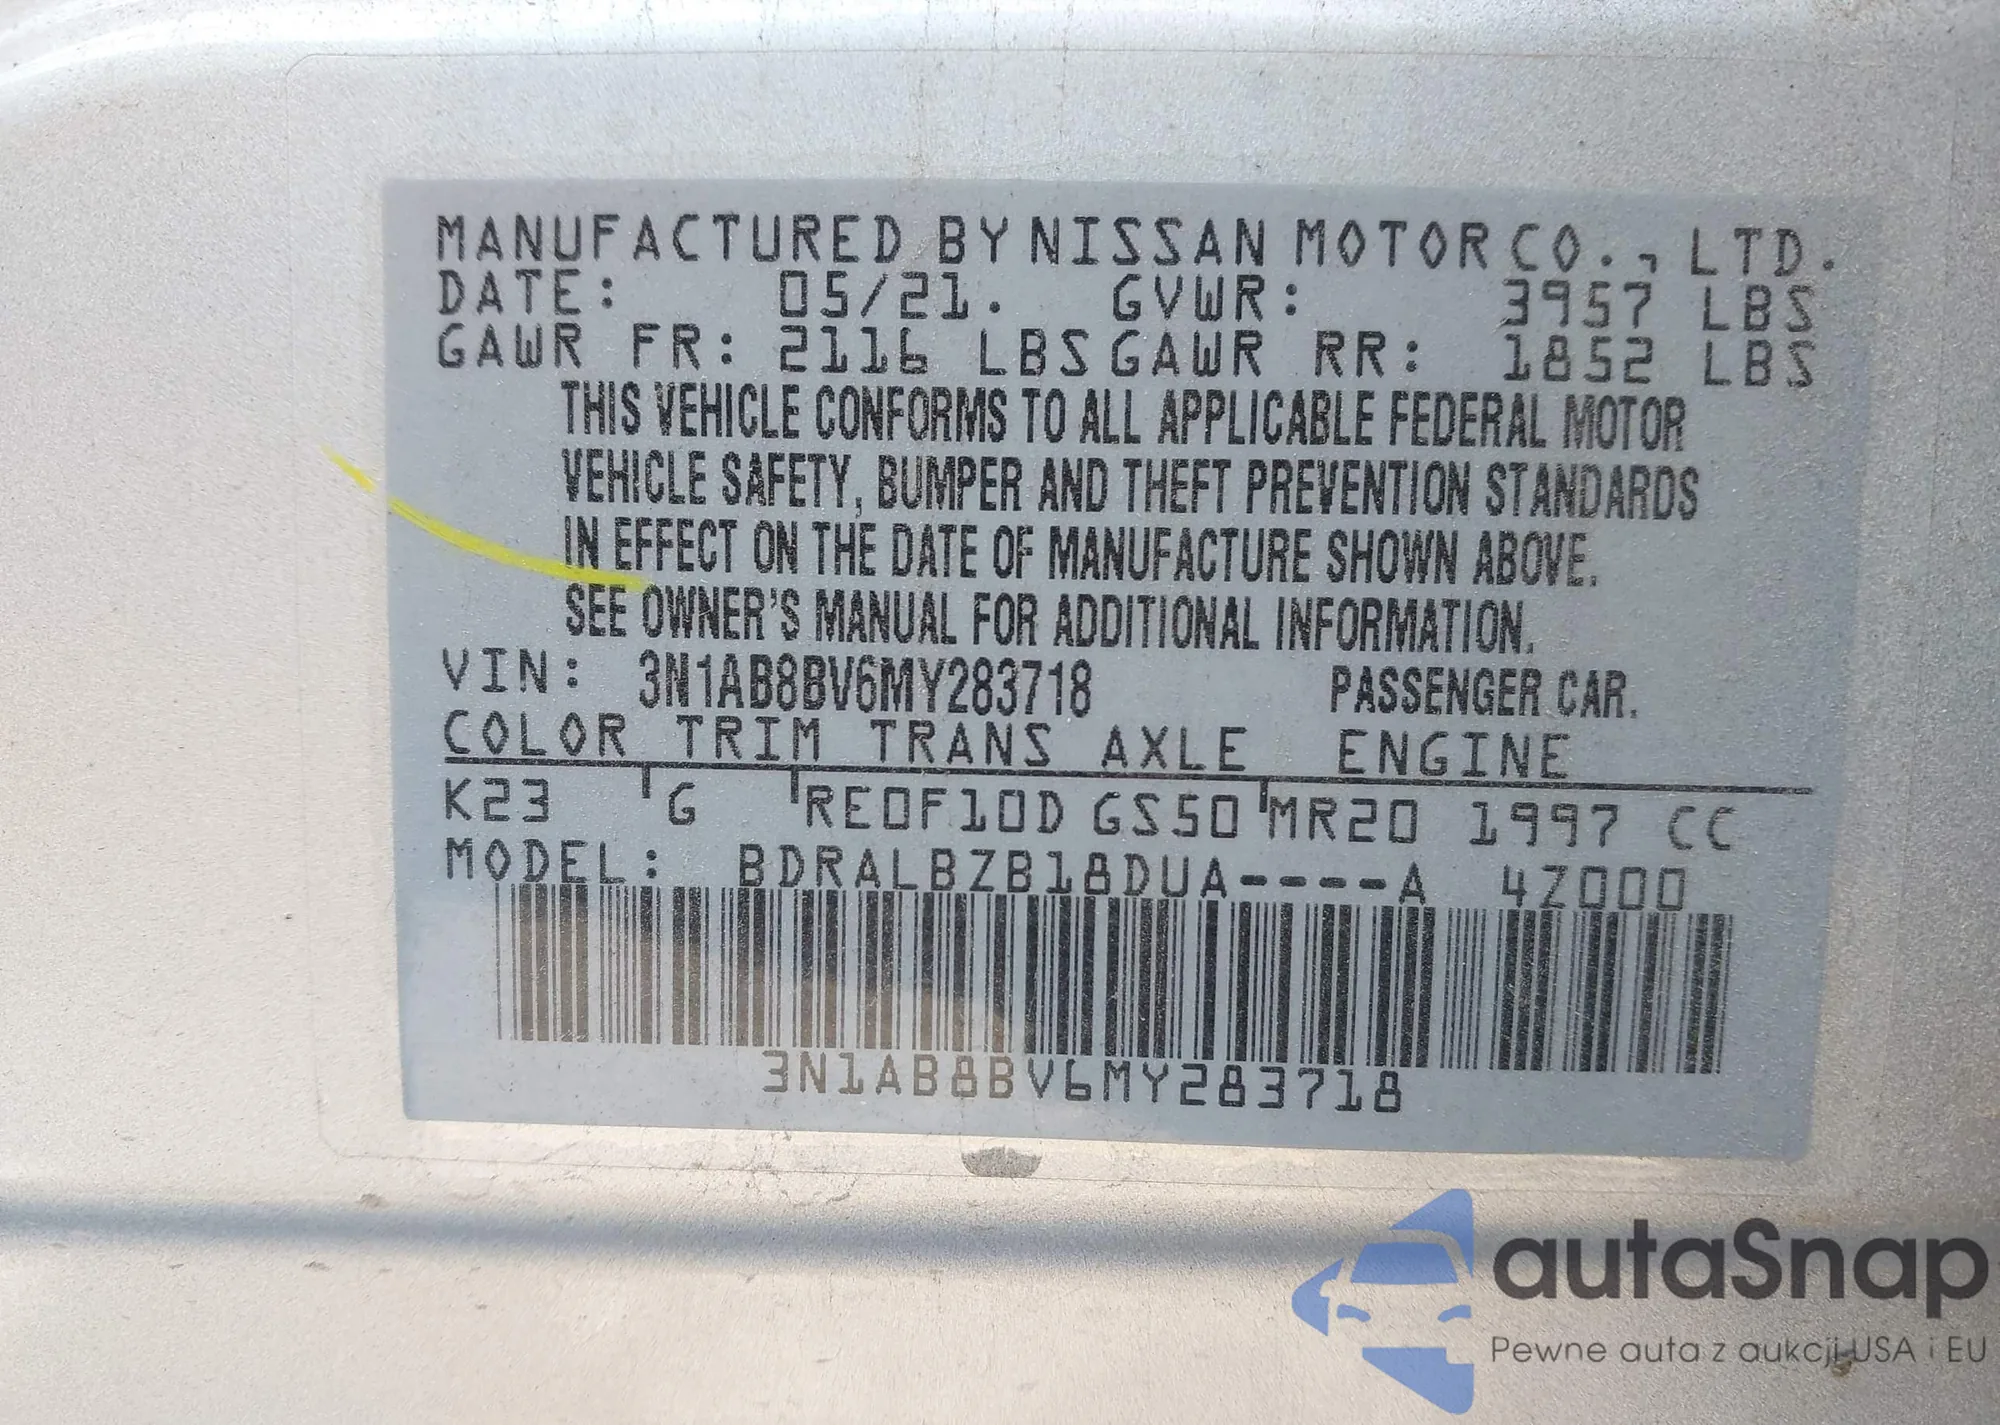 MANUFACTURED BY NISSAN MOTOR CO., LTD.
DATE: 05/21. GVWR: 3957 LBS
GAWR FR: 2116 LBS GAWR RR: 1852 LBS
THIS VEHICLE CONFORMS TO ALL APPLICABLE FEDERAL MOTOR
VEHICLE SAFETY, BUMPER AND THEFT PREVENTION STANDARDS
IN EFFECT ON THE DATE OF MANUFACTURE SHOWN ABOVE.
SEE OWNER'S MANUAL FOR ADDITIONAL INFORMATION.
VIN: 3N1AB8BV6MY283718 PASSENGER CAR.
COLOR TRIM TRANS AXLE ENGINE
K23 G RE0F10D GS50 MR20 1997 CC
MODEL: BDRALBZB18DUA----A 4Z000
3N1AB8BV6MY283718
autaSnap
Pewne auta z aukcji USA i EU